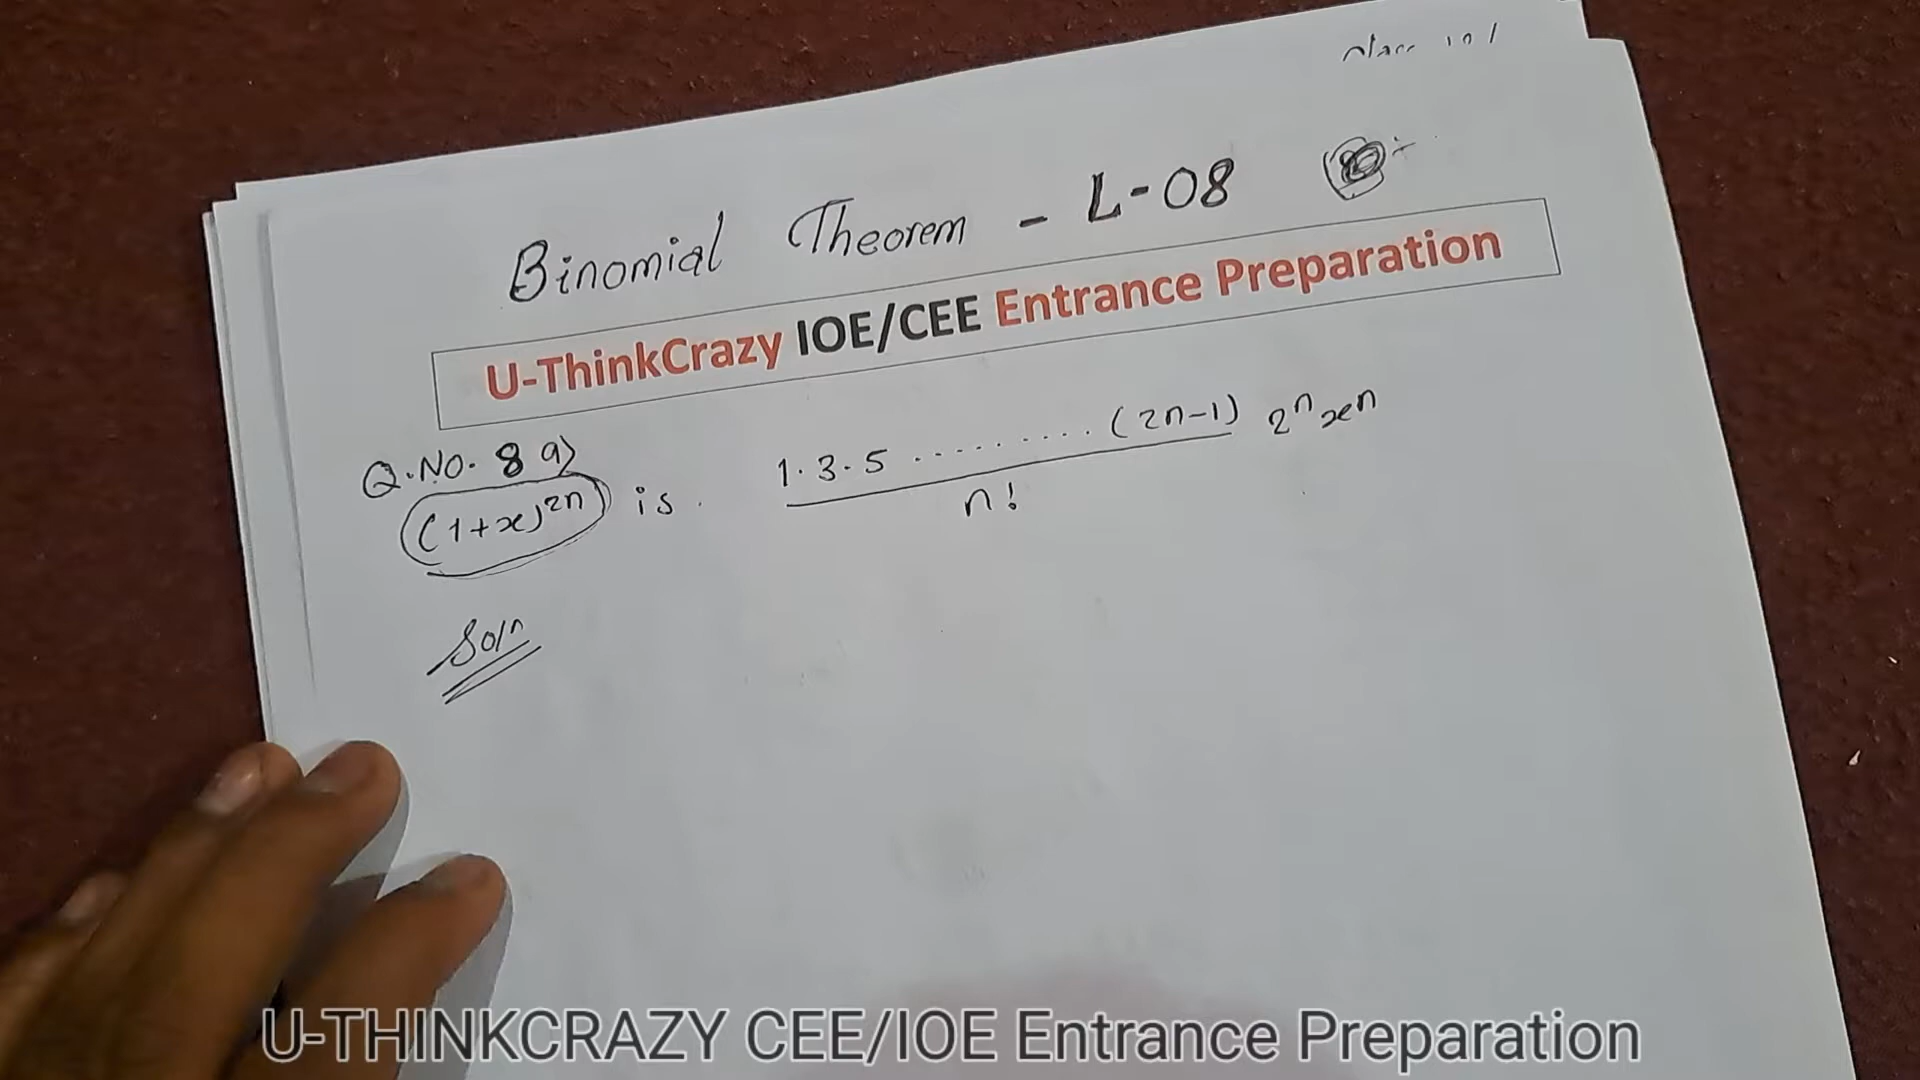 Binomial Theorem - L-08
U-ThinkCrazy IOE/CEE Entrance Preparation
Q.NO. 8 a>
(1+x)²ⁿ is. 1·3·5 .......... (2n-1) / n! 2ⁿxⁿ
Solⁿ
U-THINKCRAZY CEE/IOE Entrance Preparation